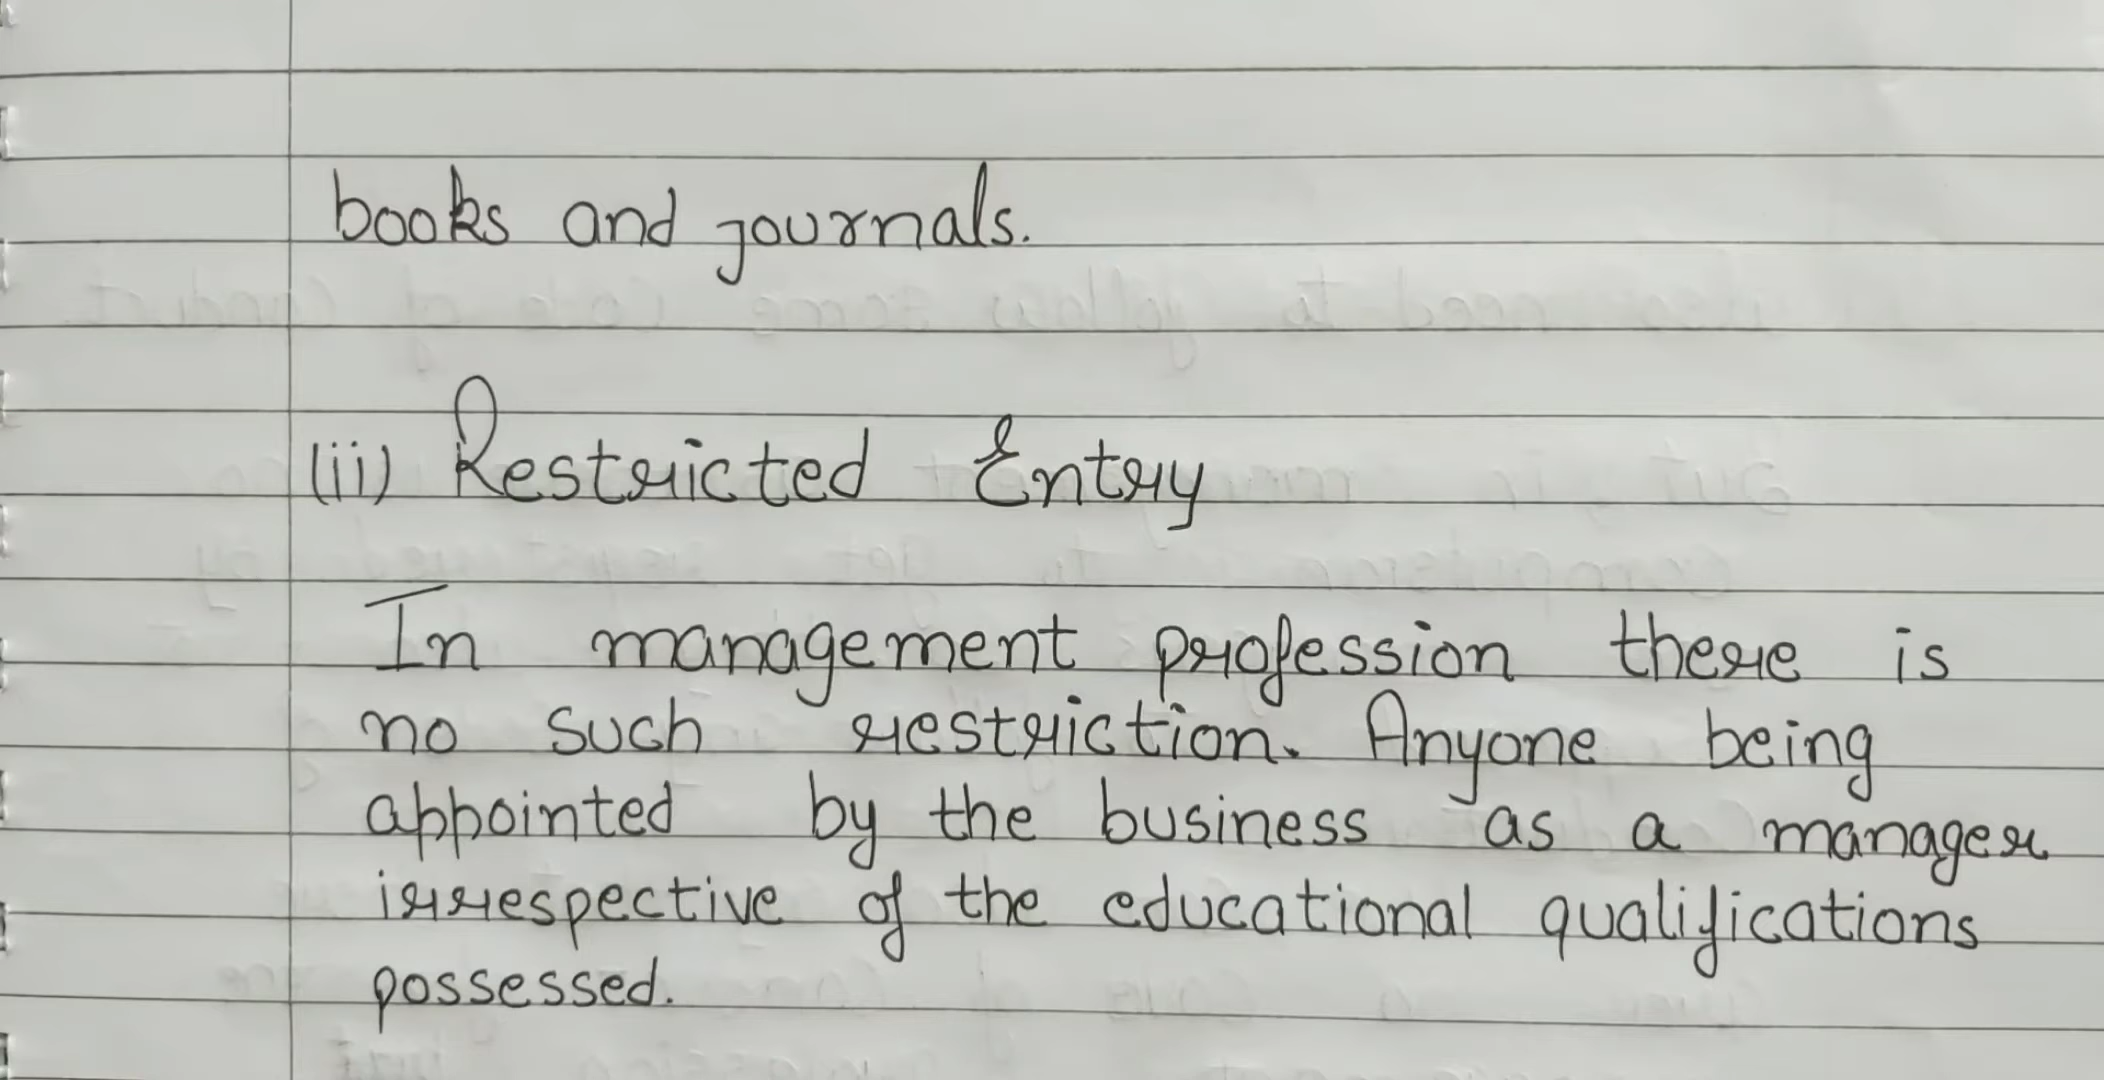 books and journals.
(ii) Restricted Entry
In management profession there is
no such restriction. Anyone being
appointed by the business as a manager
irrespective of the educational qualifications
possessed.